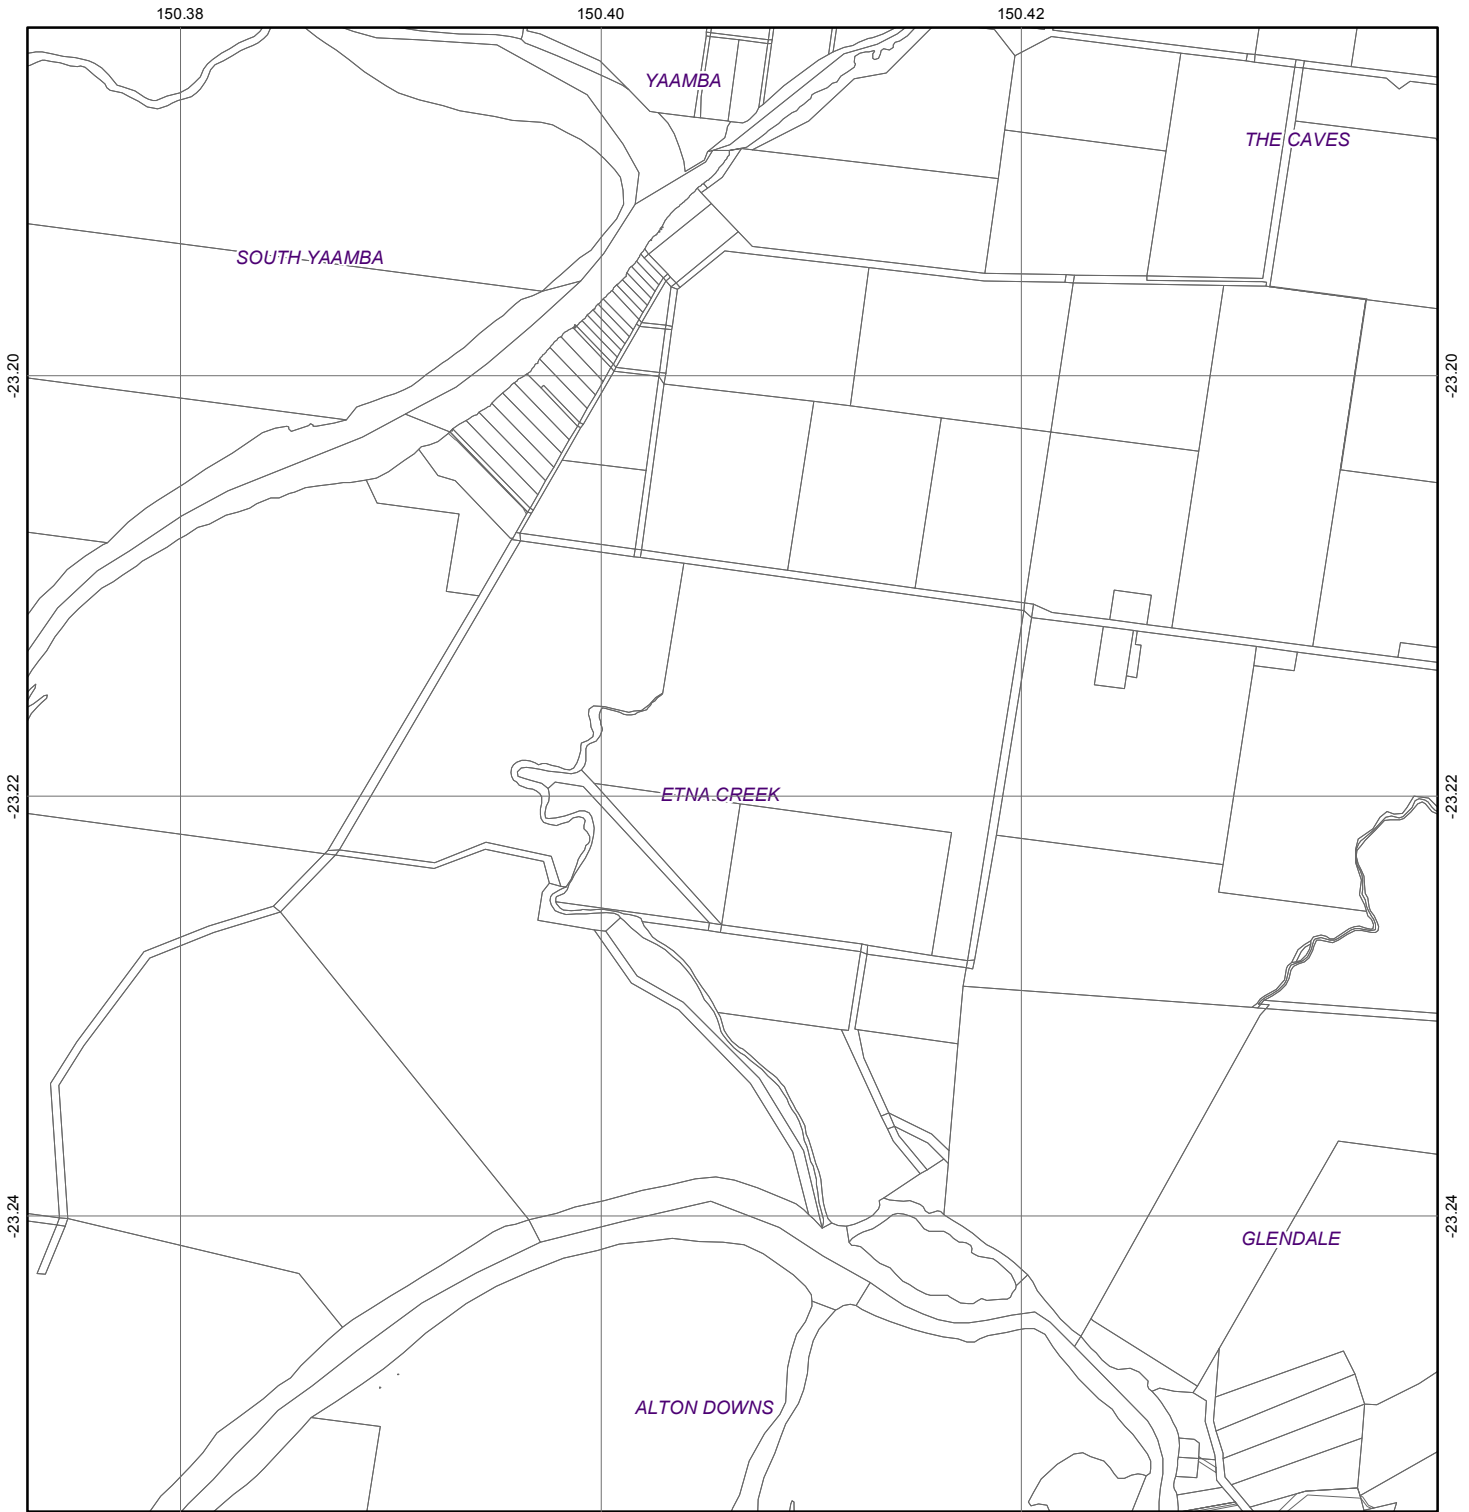 150.38
150.40
150.42
YAAMBA
THE CAVES
SOUTH YAAMBA
-23.20
-23.20
ETNA CREEK
-23.22
-23.22
-23.24
-23.24
GLENDALE
ALTON DOWNS